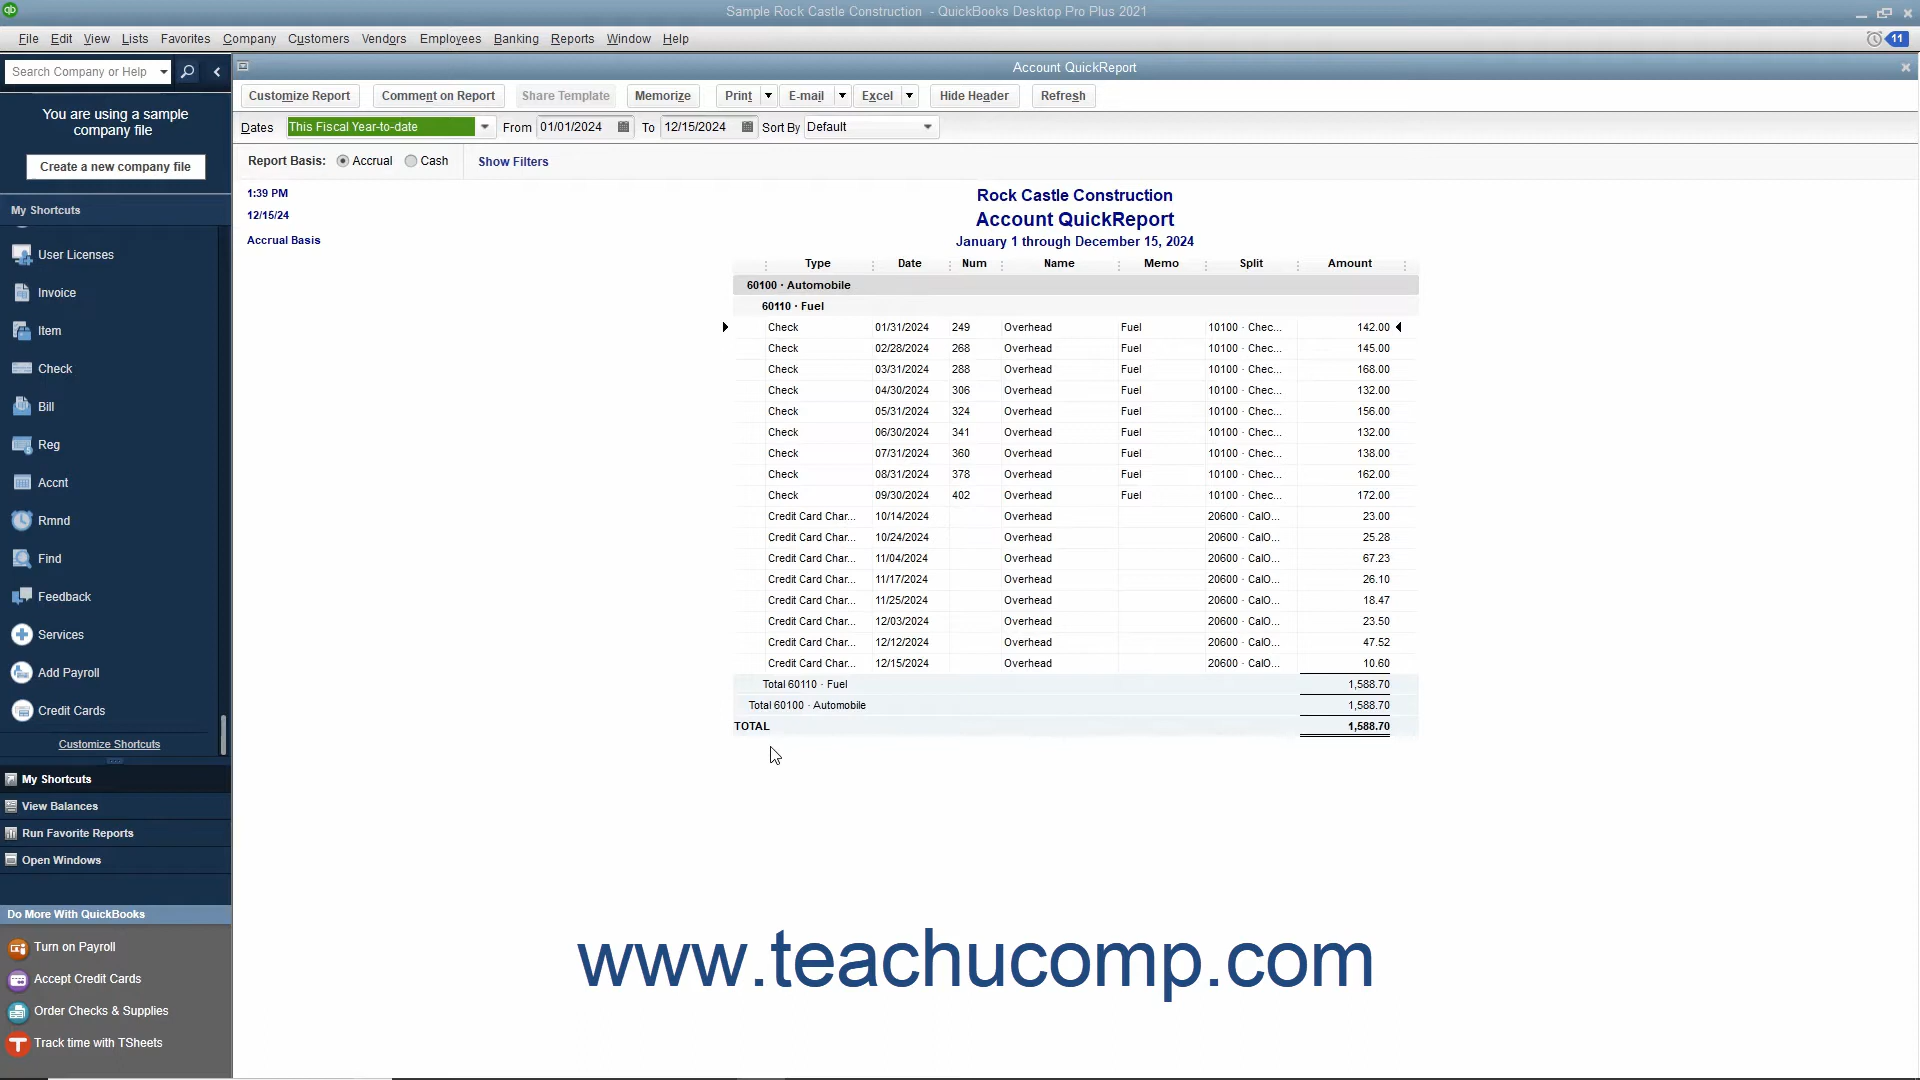 Sample Rock Castle Construction - QuickBooks Desktop Pro Plus 2021
File Edit View Lists Favorites Company Customers Vendors Employees Banking Reports Window Help 11
Search Company or Help
Account QuickReport
Customize Report Comment on Report Share Template Memorize Print E-mail Excel Hide Header Refresh
Dates This Fiscal Year-to-date From 01/01/2024 To 12/15/2024 Sort By Default
Report Basis: Accrual Cash Show Filters
You are using a sample
company file
Create a new company file
My Shortcuts
User Licenses
Invoice
Item
Check
Bill
Reg
Accnt
Rmnd
Find
Feedback
Services
Add Payroll
Credit Cards
Customize Shortcuts
My Shortcuts
View Balances
Run Favorite Reports
Open Windows
Do More With QuickBooks
Turn on Payroll
Accept Credit Cards
Order Checks & Supplies
Track time with TSheets
1:39 PM
12/15/24
Accrual Basis
Rock Castle Construction
Account QuickReport
January 1 through December 15, 2024
Type Date Num Name Memo Split Amount
60100 · Automobile
60110 · Fuel
Check 01/31/2024 249 Overhead Fuel 10100 · Chec... 142.00
Check 02/28/2024 268 Overhead Fuel 10100 · Chec... 145.00
Check 03/31/2024 288 Overhead Fuel 10100 · Chec... 168.00
Check 04/30/2024 306 Overhead Fuel 10100 · Chec... 132.00
Check 05/31/2024 324 Overhead Fuel 10100 · Chec... 156.00
Check 06/30/2024 341 Overhead Fuel 10100 · Chec... 132.00
Check 07/31/2024 360 Overhead Fuel 10100 · Chec... 138.00
Check 08/31/2024 378 Overhead Fuel 10100 · Chec... 162.00
Check 09/30/2024 402 Overhead Fuel 10100 · Chec... 172.00
Credit Card Char... 10/14/2024 Overhead 20600 · CalO... 23.00
Credit Card Char... 10/24/2024 Overhead 20600 · CalO... 25.28
Credit Card Char... 11/04/2024 Overhead 20600 · CalO... 67.23
Credit Card Char... 11/17/2024 Overhead 20600 · CalO... 26.10
Credit Card Char... 11/25/2024 Overhead 20600 · CalO... 18.47
Credit Card Char... 12/03/2024 Overhead 20600 · CalO... 23.50
Credit Card Char... 12/12/2024 Overhead 20600 · CalO... 47.52
Credit Card Char... 12/15/2024 Overhead 20600 · CalO... 10.60
Total 60110 · Fuel 1,588.70
Total 60100 · Automobile 1,588.70
TOTAL 1,588.70
www.teachucomp.com